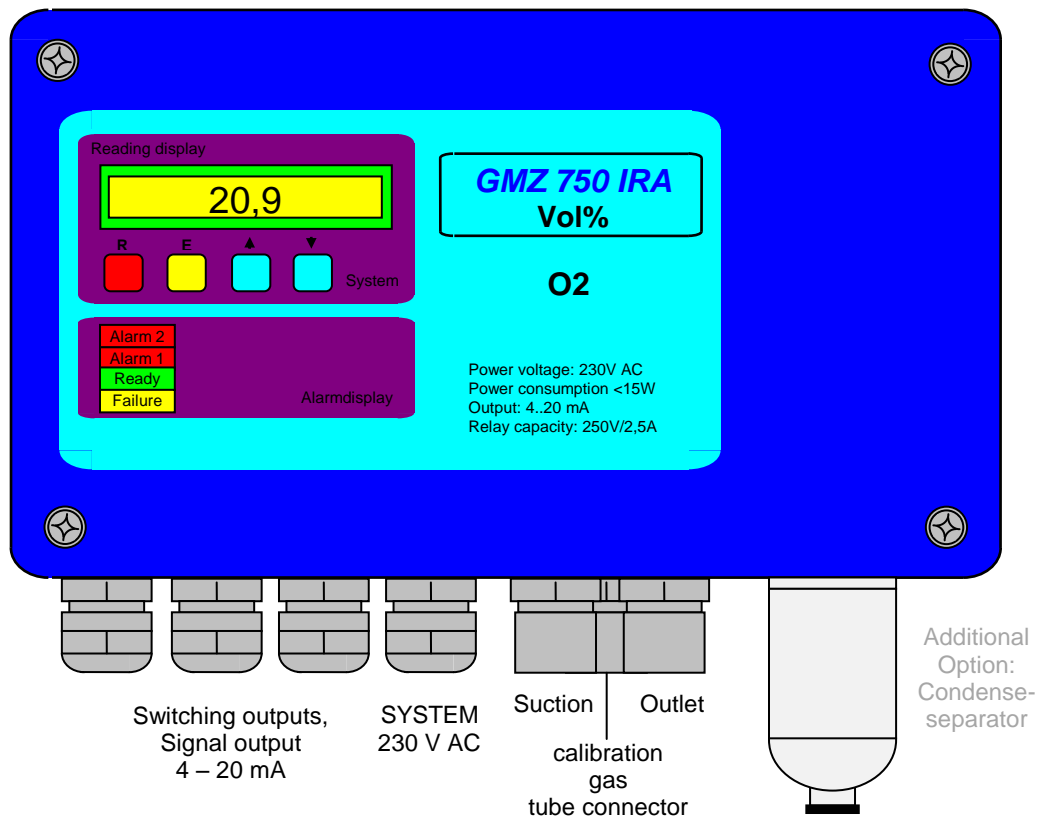 Reading display
20,9
R E ▲ ▼
System
Alarm 2
Alarm 1
Ready
Failure
Alarmdisplay
GMZ 750 IRA
Vol%
O2
Power voltage: 230V AC
Power consumption <15W
Output: 4..20 mA
Relay capacity: 250V/2,5A
Switching outputs,
Signal output
4 – 20 mA
SYSTEM
230 V AC
Suction
Outlet
calibration
gas
tube connector
Additional
Option:
Condense-
separator